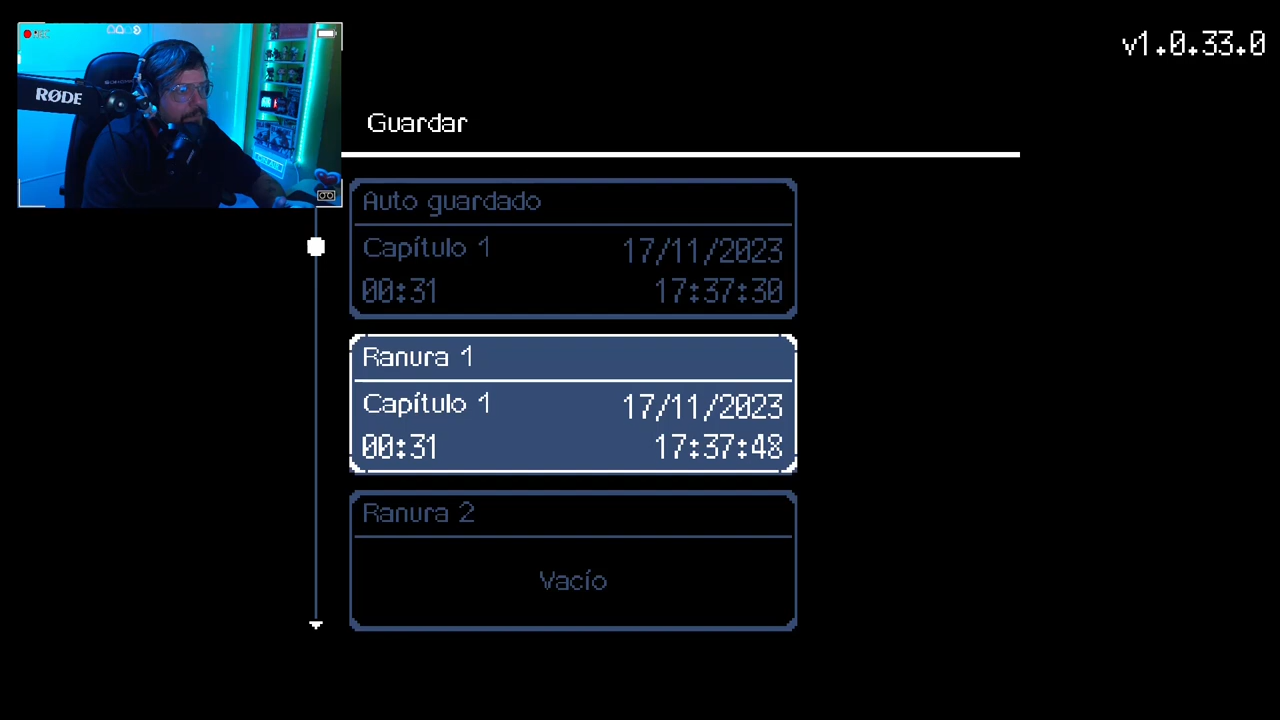 RØDE
v1.0.33.0
Guardar
Auto guardado
Capítulo 1
17/11/2023
00:31
17:37:30
Ranura 1
Capítulo 1
17/11/2023
00:31
17:37:48
Ranura 2
Vacío